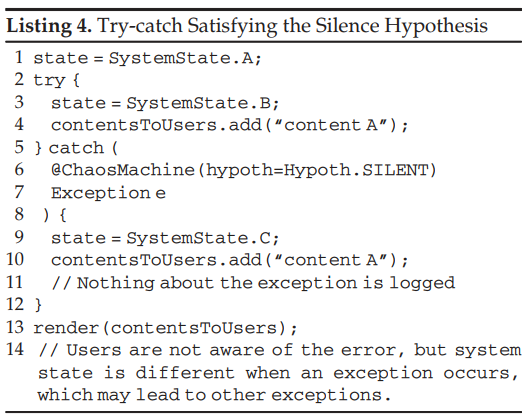 Listing 4. Try-catch Satisfying the Silence Hypothesis
1 state = SystemState.A;
2 try {
3 state = SystemState.B;
4 contentsToUsers.add(“content A”);
5 } catch (
6 @ChaosMachine(hypoth=Hypoth.SILENT)
7 Exception e
8 ) {
9 state = SystemState.C;
10 contentsToUsers.add(“content A”);
11 // Nothing about the exception is logged
12 }
13 render(contentsToUsers);
14 // Users are not aware of the error, but system
state is different when an exception occurs,
which may lead to other exceptions.